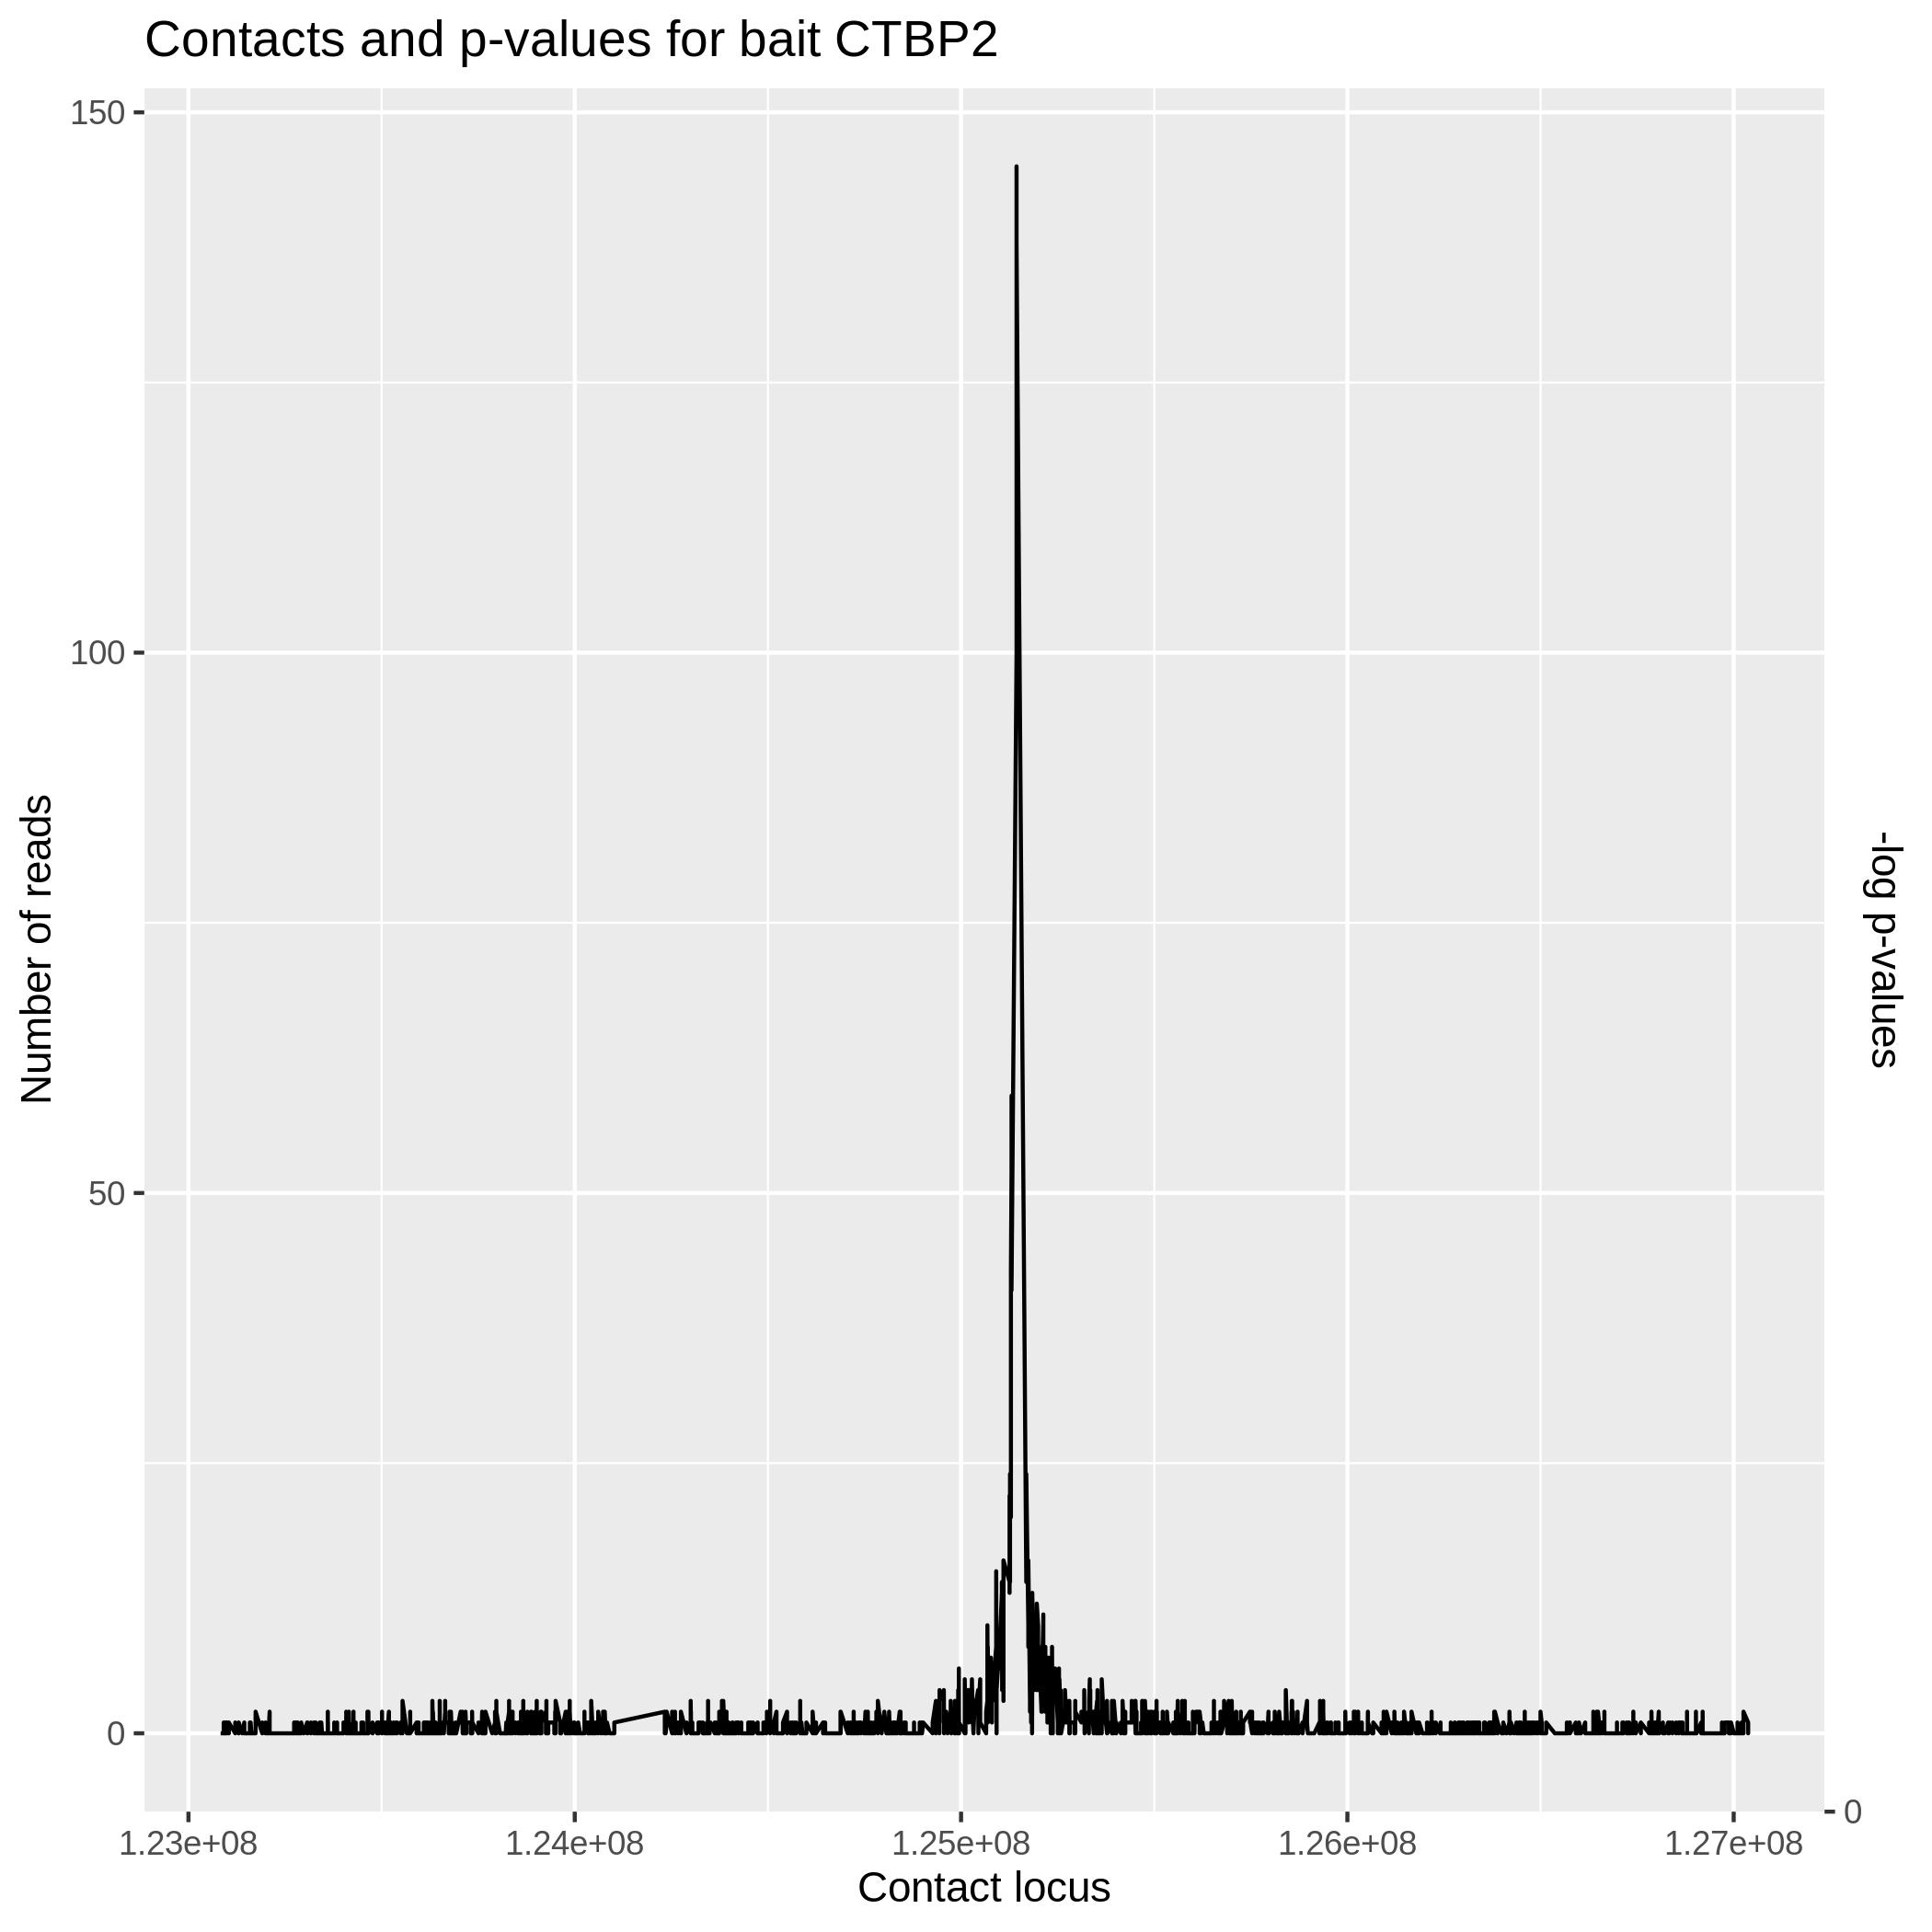 Contacts and p-values for bait CTBP2
150
100
50
0
Number of reads
-log p-values
0
1.23e+08
1.24e+08
1.25e+08
1.26e+08
1.27e+08
Contact locus